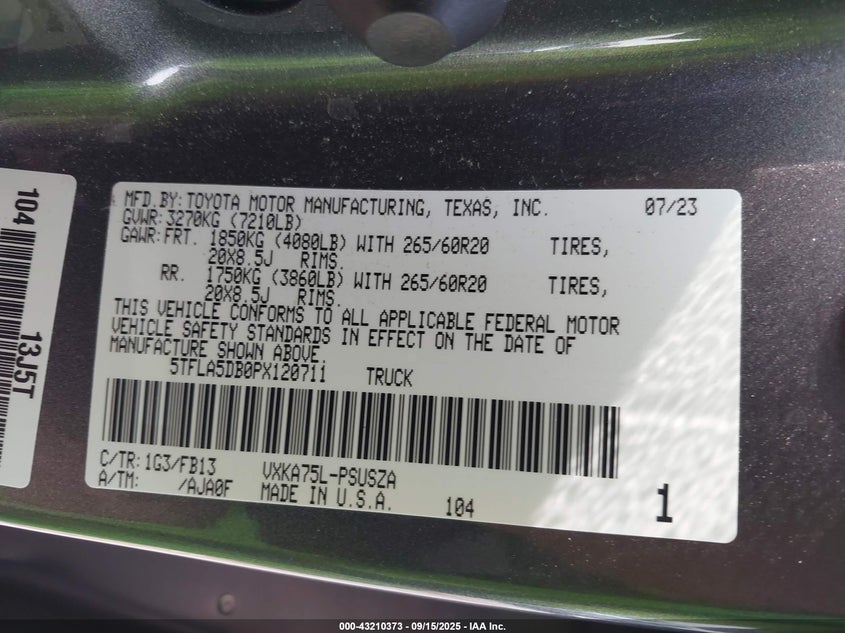 104
13J5T
MFD.BY:TOYOTA MOTOR MANUFACTURING, TEXAS, INC. 07/23
GVWR:3270KG (7210LB)
GAWR:FRT. 1850KG (4080LB) WITH 265/60R20 TIRES,
20X8.5J RIMS.
RR. 1750KG (3860LB) WITH 265/60R20 TIRES,
20X8.5J RIMS.
THIS VEHICLE CONFORMS TO ALL APPLICABLE FEDERAL MOTOR
VEHICLE SAFETY STANDARDS IN EFFECT ON THE DATE OF
MANUFACTURE SHOWN ABOVE.
5TFLA5DB0PX120711 TRUCK
C/TR:1G3/FB13 VXKA75L-PSUSZA
A/TM: /AJA0F MADE IN U.S.A. 104 1
000-43210373 - 09/15/2025 - IAA Inc.